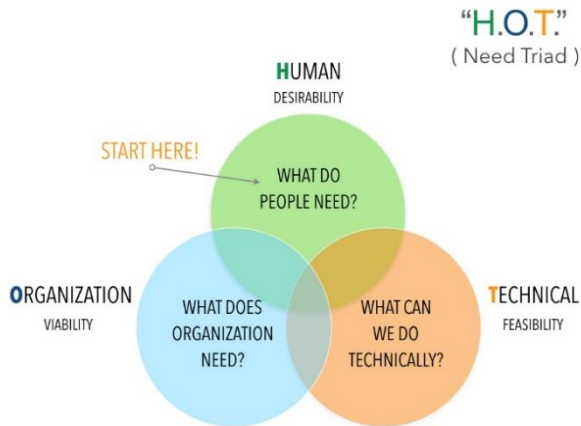 "H.O.T."
( Need Triad )
HUMAN
DESIRABILITY
START HERE!
WHAT DO
PEOPLE NEED?
ORGANIZATION
VIABILITY
WHAT DOES
ORGANIZATION
NEED?
WHAT CAN
WE DO
TECHNICALLY?
TECHNICAL
FEASIBILITY